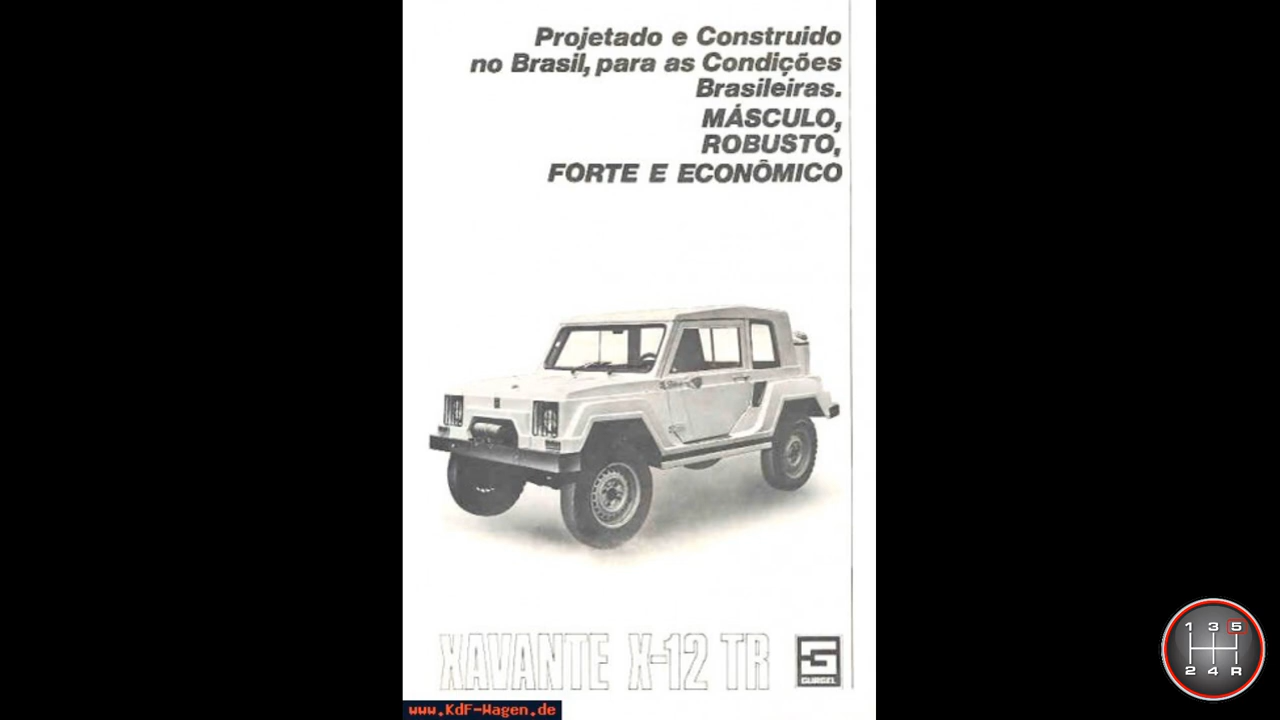 Projetado e Construido
no Brasil, para as Condições
Brasileiras.
MÁSCULO,
ROBUSTO,
FORTE E ECONÔMICO
XAVANTE X-12 TR
GURGEL
www.KdF-Wagen.de
1 3 5
2 4 R